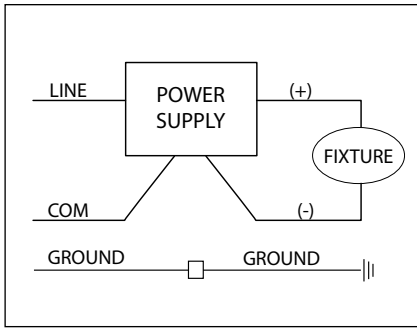 LINE
POWER
SUPPLY
(+)
FIXTURE
COM
(-)
GROUND
GROUND